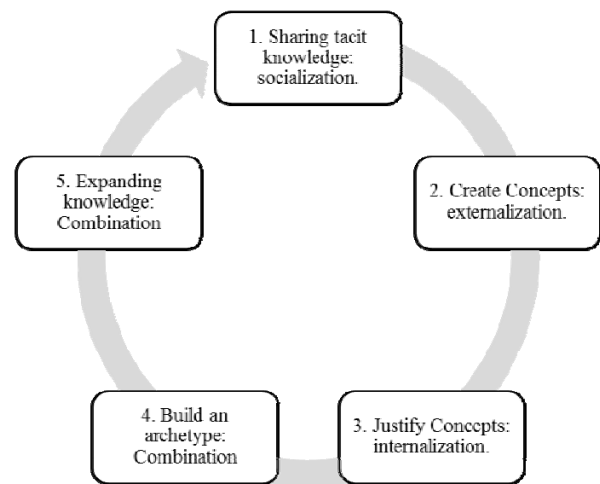 1. Sharing tacit
knowledge:
socialization.
2. Create Concepts:
externalization.
3. Justify Concepts:
internalization.
4. Build an
archetype:
Combination
5. Expanding
knowledge:
Combination